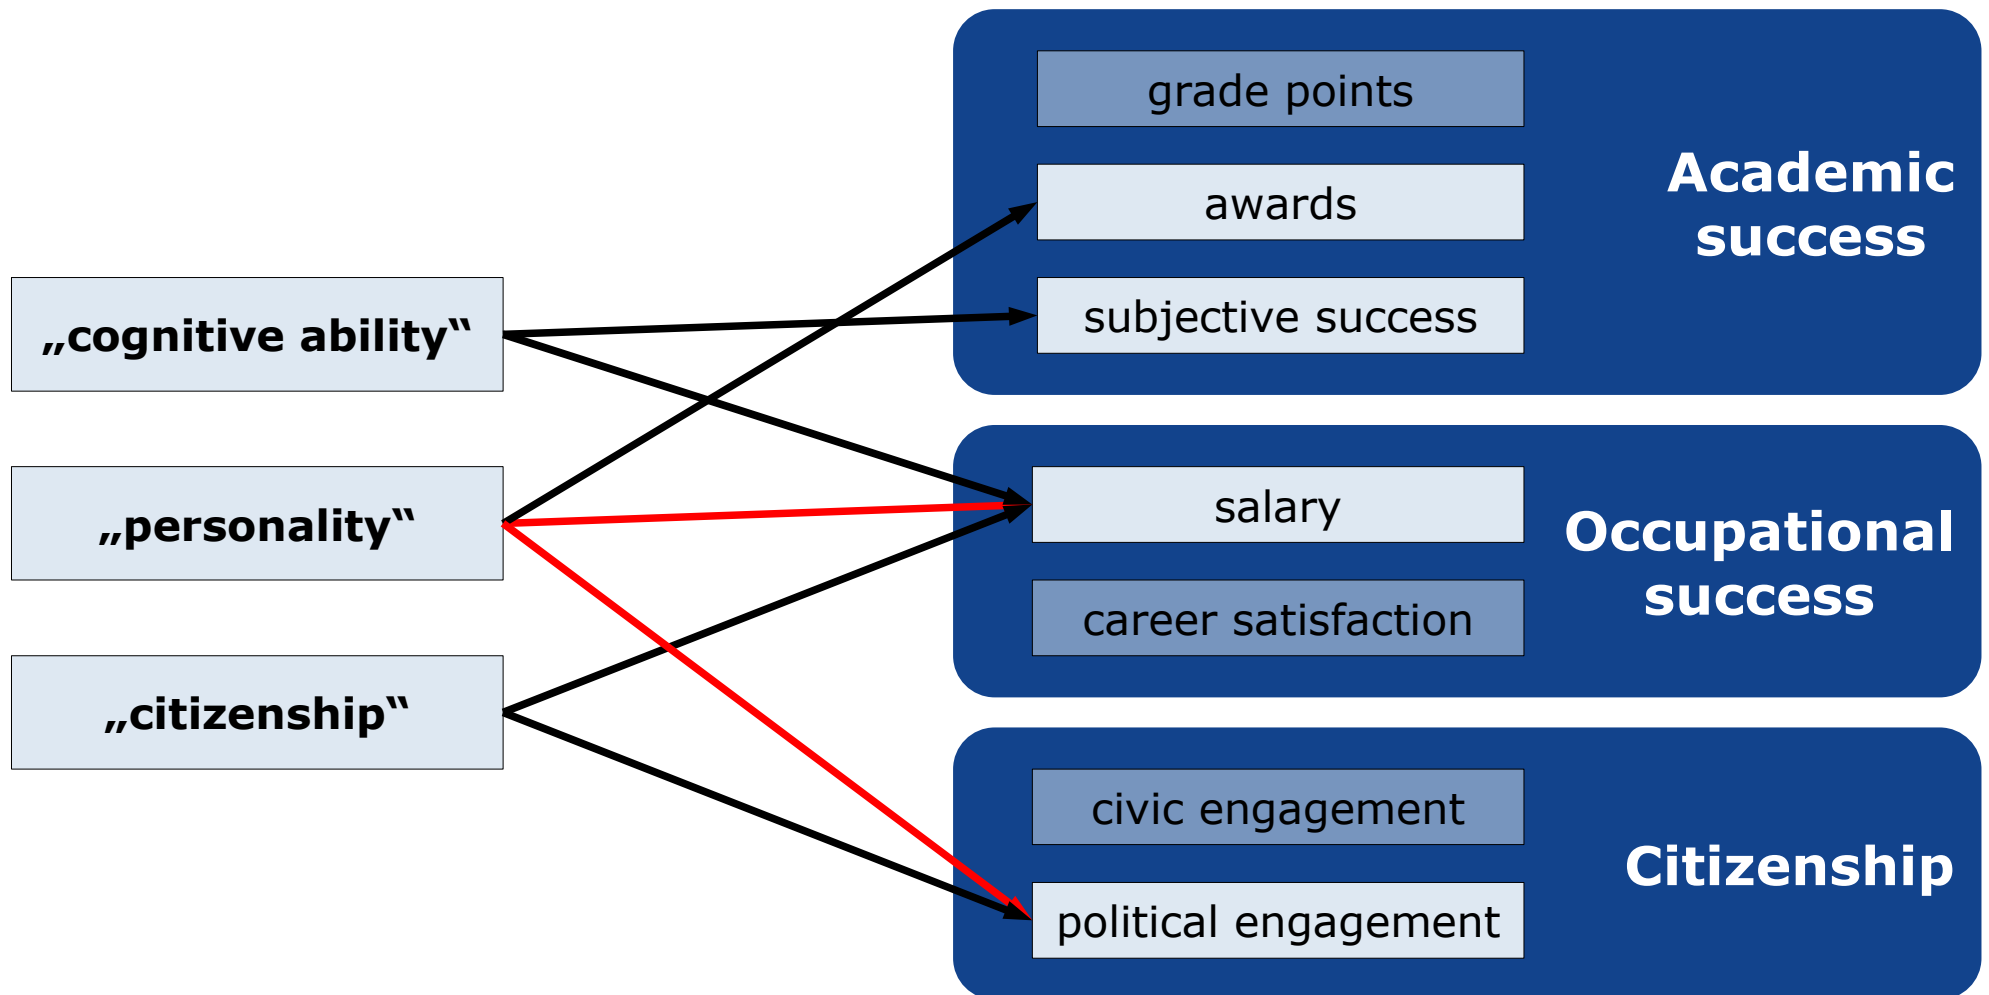 „cognitive ability“
„personality“
„citizenship“
grade points
awards
subjective success
Academic
success
salary
career satisfaction
Occupational
success
civic engagement
political engagement
Citizenship